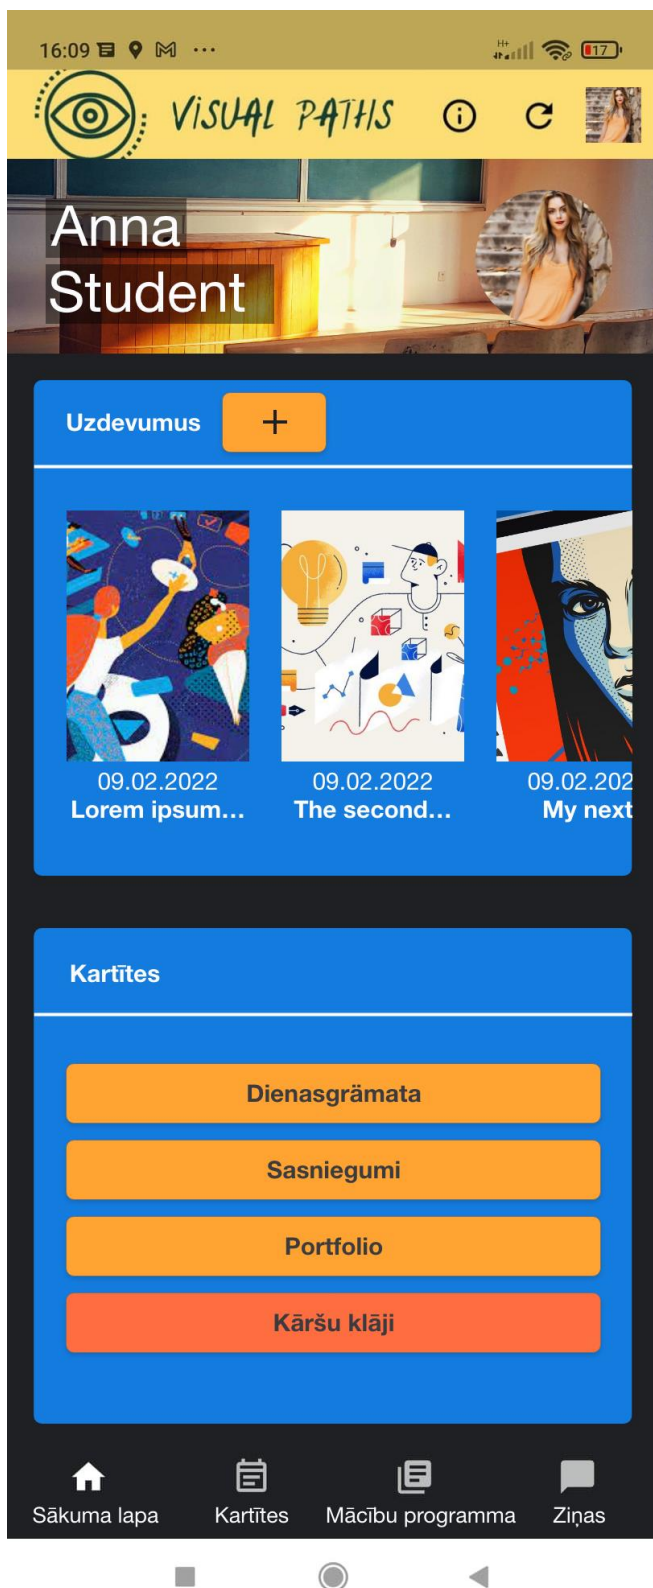 16:09
H+
17
VISUAL PATHS
Anna
Student
Uzdevumus
+
09.02.2022
Lorem ipsum...
09.02.2022
The second...
09.02.202
My next
Kartītes
Dienasgrāmata
Sasniegumi
Portfolio
Kāršu klāji
Sākuma lapa
Kartītes
Mācību programma
Ziņas